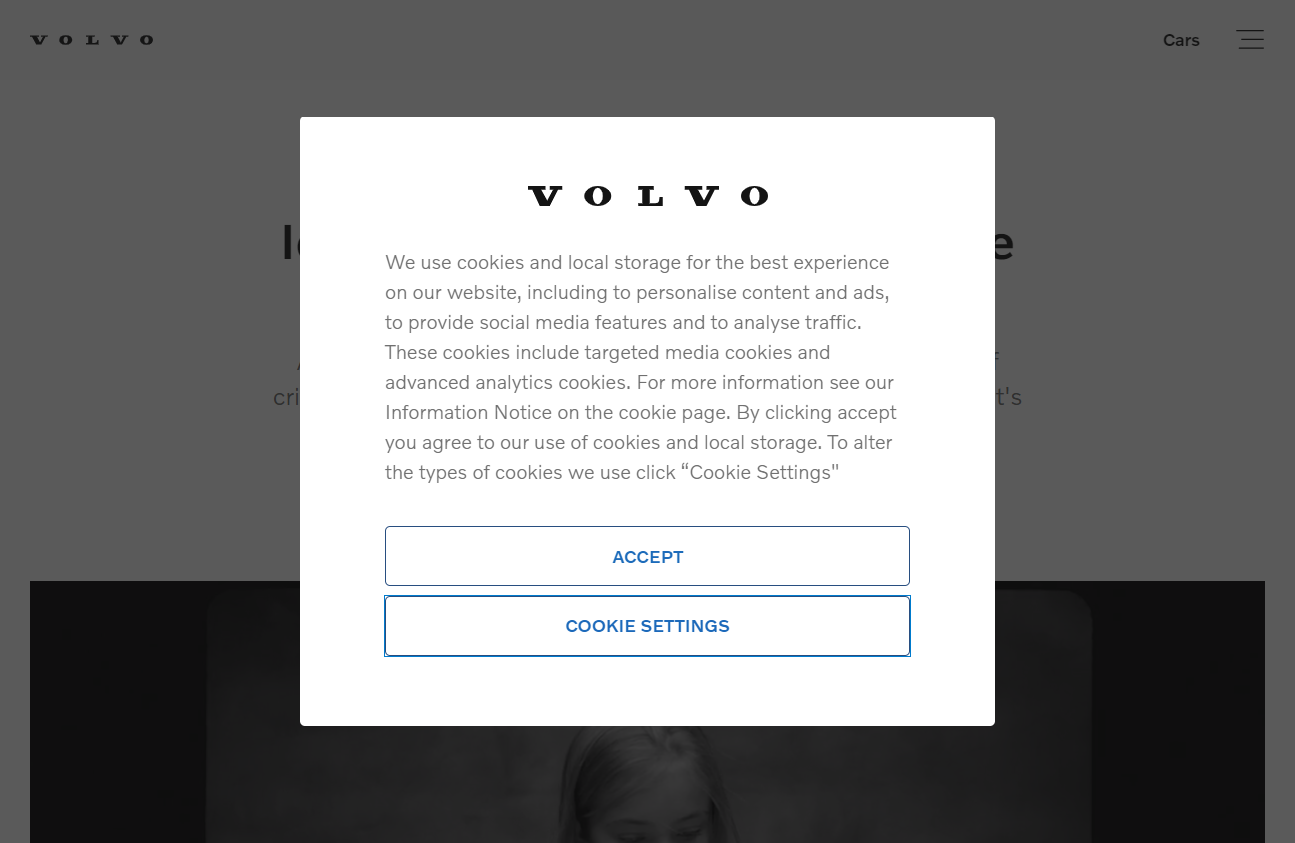 VOLVO
Cars
VOLVO
We use cookies and local storage for the best experience
on our website, including to personalise content and ads,
to provide social media features and to analyse traffic.
These cookies include targeted media cookies and
advanced analytics cookies. For more information see our
Information Notice on the cookie page. By clicking accept
you agree to our use of cookies and local storage. To alter
the types of cookies we use click “Cookie Settings"
ACCEPT
COOKIE SETTINGS